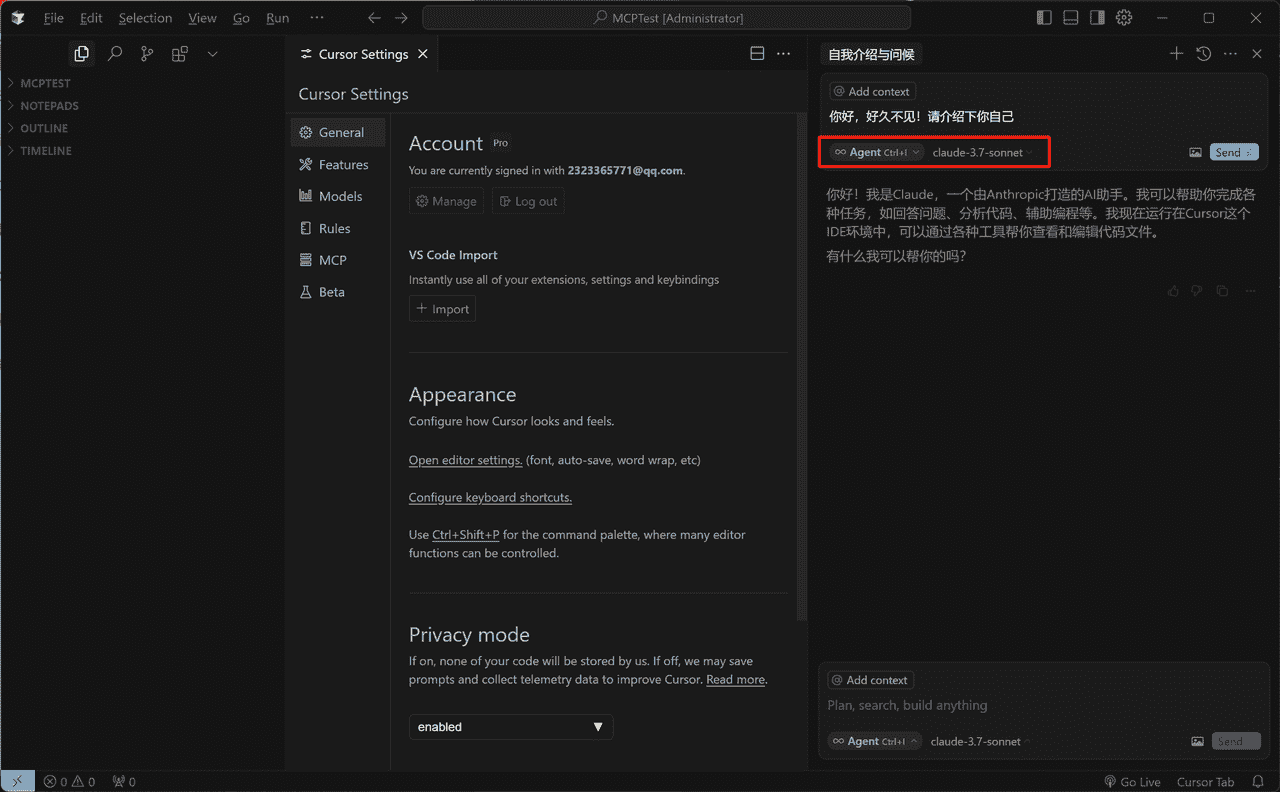 File Edit Selection View Go Run ···
MCPTest [Administrator]
MCPTEST
NOTEPADS
OUTLINE
TIMELINE
Cursor Settings
Cursor Settings
General
Features
Models
Rules
MCP
Beta
Account Pro
You are currently signed in with 2323365771@qq.com.
Manage Log out
VS Code Import
Instantly use all of your extensions, settings and keybindings
+ Import
Appearance
Configure how Cursor looks and feels.
Open editor settings. (font, auto-save, word wrap, etc)
Configure keyboard shortcuts.
Use Ctrl+Shift+P for the command palette, where many editor
functions can be controlled.
Privacy mode
If on, none of your code will be stored by us. If off, we may save
prompts and collect telemetry data to improve Cursor. Read more.
enabled
自我介绍与问候
@ Add context
你好，好久不见！请介绍下你自己
∞ Agent Ctrl+I claude-3.7-sonnet
Send
你好！我是Claude，一个由Anthropic打造的AI助手。我可以帮助你完成各
种任务，如回答问题、分析代码、辅助编程等。我现在运行在Cursor这个
IDE环境中，可以通过各种工具帮你查看和编辑代码文件。
有什么我可以帮你的吗？
@ Add context
Plan, search, build anything
∞ Agent Ctrl+I claude-3.7-sonnet
Send
0 0 0
Go Live Cursor Tab